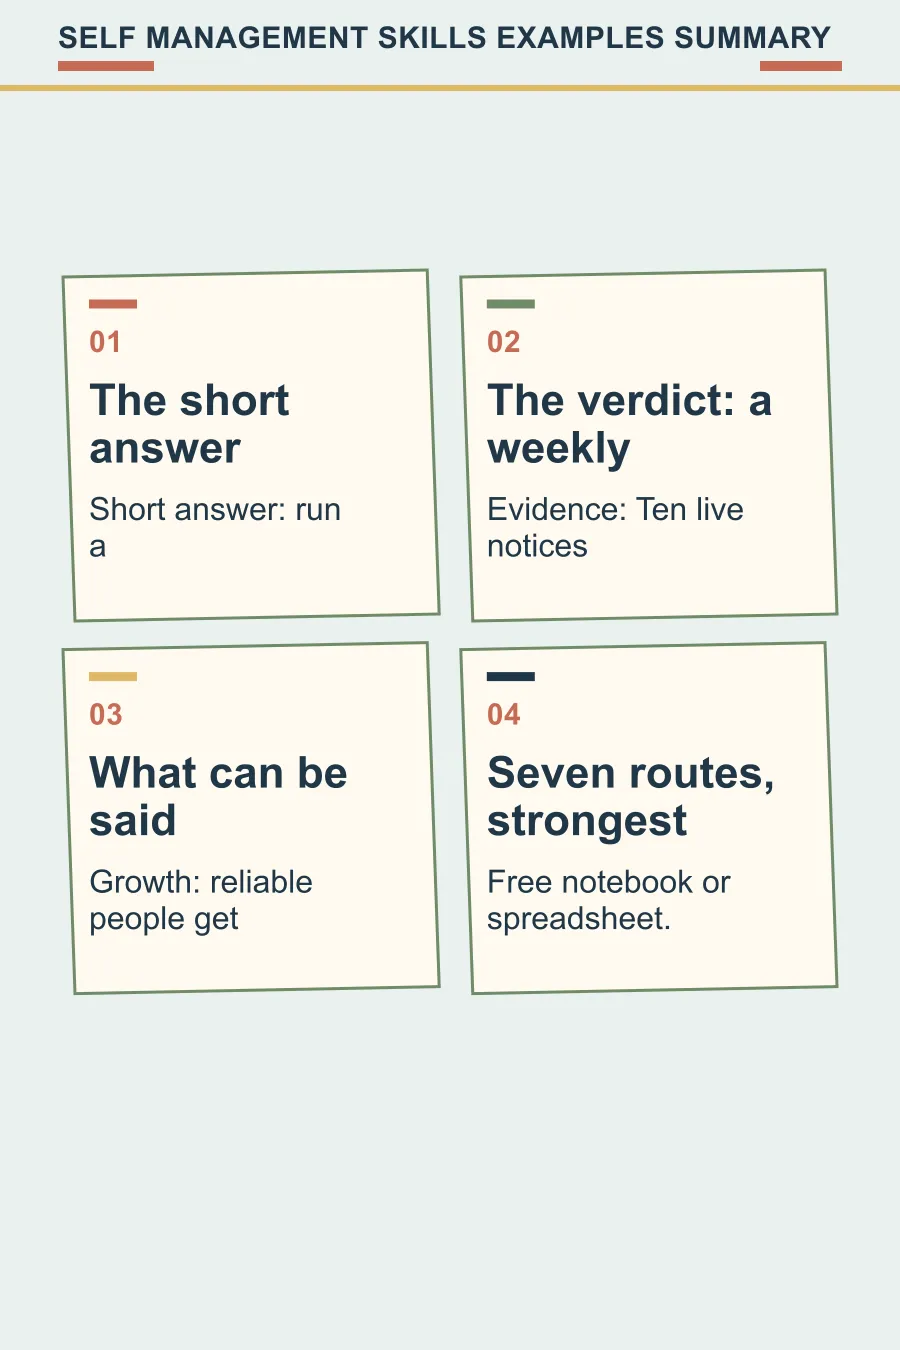 SELF MANAGEMENT SKILLS EXAMPLES SUMMARY
01
The short
answer
Short answer: run
a
02
The verdict: a
weekly
Evidence: Ten live
notices
03
What can be
said
Growth: reliable
people get
04
Seven routes,
strongest
Free notebook or
spreadsheet.